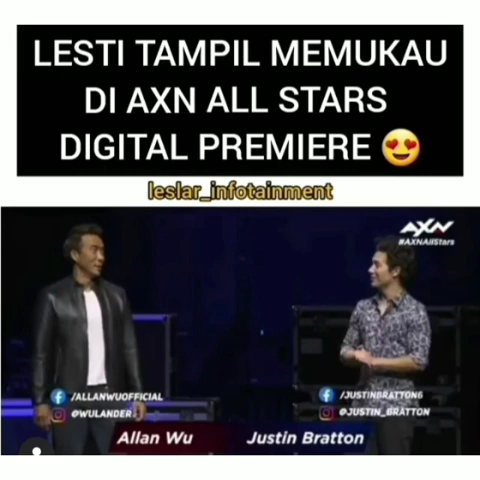 LESTI TAMPIL MEMUKAU
DI AXN ALL STARS
DIGITAL PREMIERE 😍
leslar_infotainment
AXN
#AXNAllStars
/ALLANWUOFFICIAL
@WULANDER
/JUSTINBRATTON6
@JUSTIN_BRATTON
Allan Wu
Justin Bratton